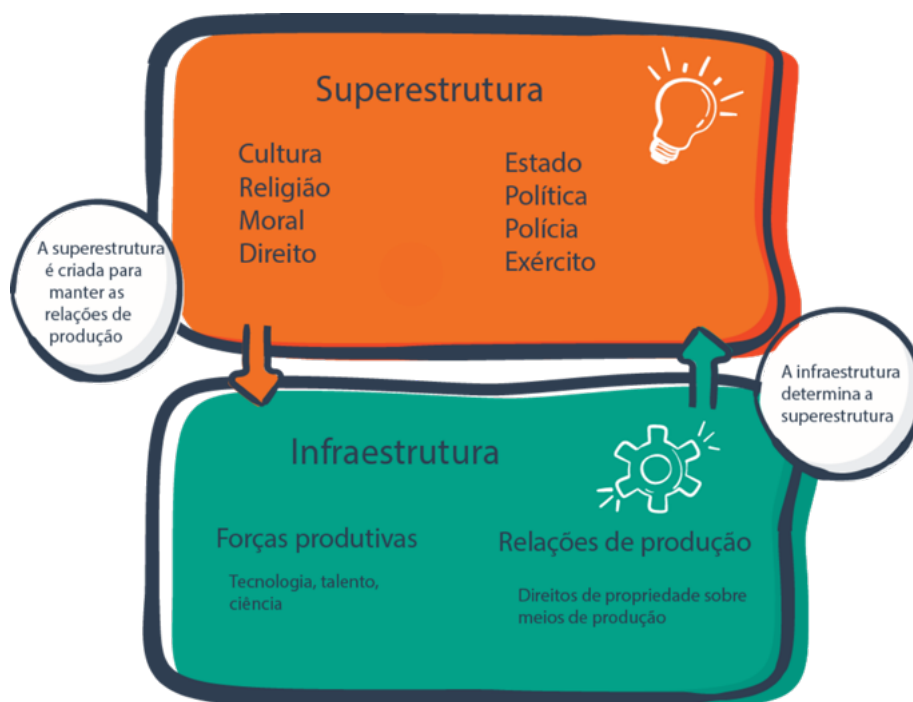 Superestrutura
Cultura
Religião
Moral
Direito
Estado
Política
Polícia
Exército
A superestrutura
é criada para
manter as
relações de
produção
A infraestrutura
determina a
superestrutura
Infraestrutura
Forças produtivas
Tecnologia, talento,
ciência
Relações de produção
Direitos de propriedade sobre
meios de produção